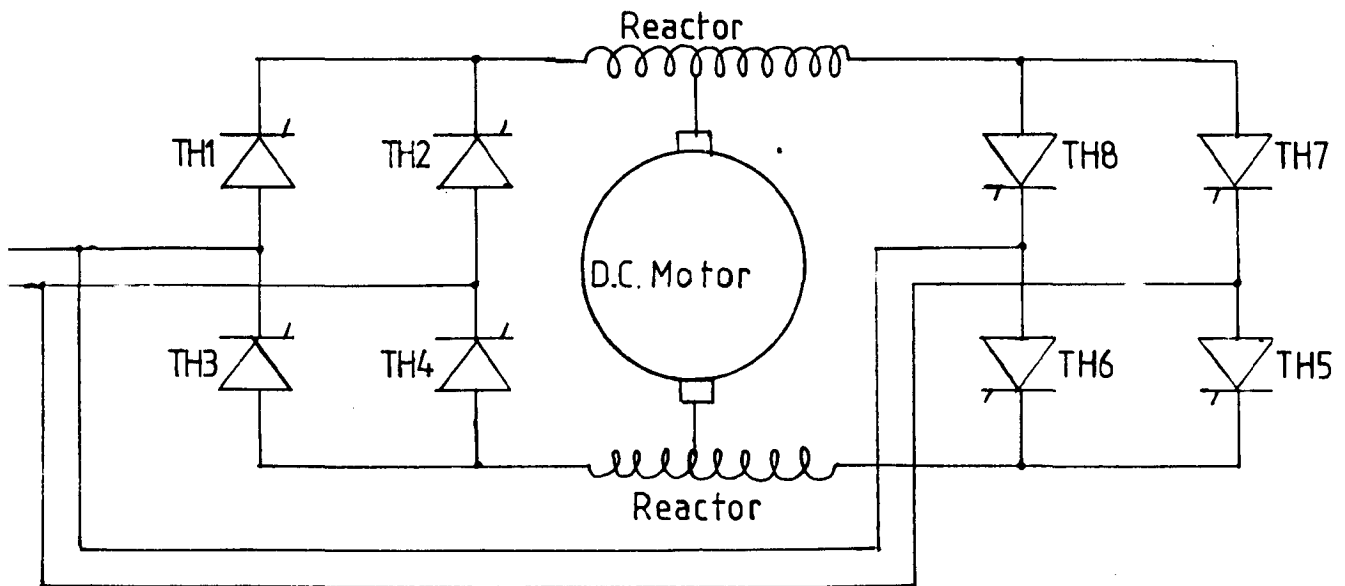 Reactor
TH1
TH2
TH8
TH7
D.C. Motor
TH3
TH4
TH6
TH5
Reactor